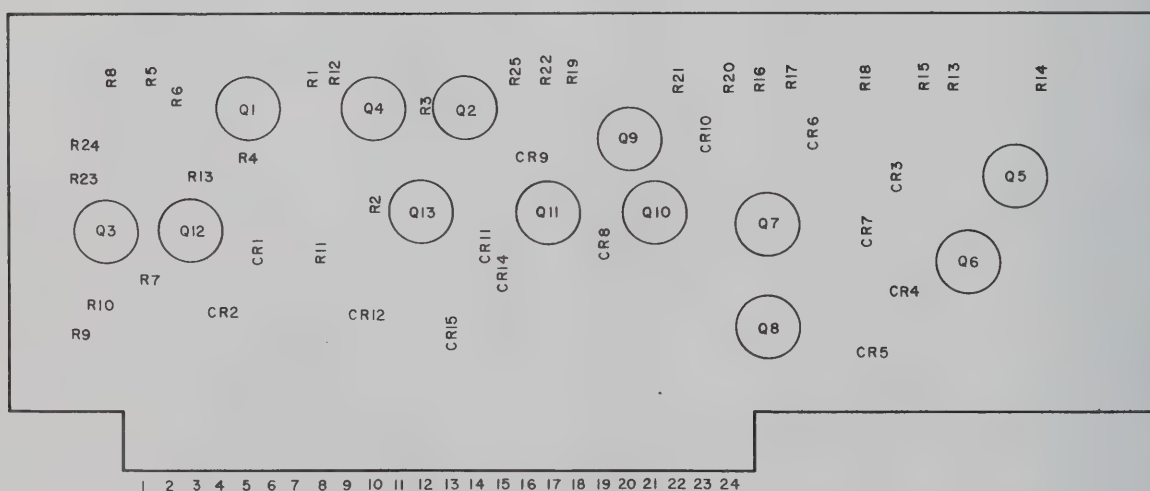 R8
R5
R6
R1
R12
R3
R25
R22
R19
R21
R20
R16
R17
R18
R15
R13
R14
Q1
Q4
Q2
Q9
CR10
CR6
R24
R4
CR9
R23
R13
CR3
Q5
R2
Q13
Q11
Q10
Q7
Q3
Q12
CR1
R11
CR11
CR8
CR7
CR14
Q6
R7
CR4
R10
CR2
CR12
R9
CR15
Q8
CR5
1 2 3 4 5 6 7 8 9 10 11 12 13 14 15 16 17 18 19 20 21 22 23 24